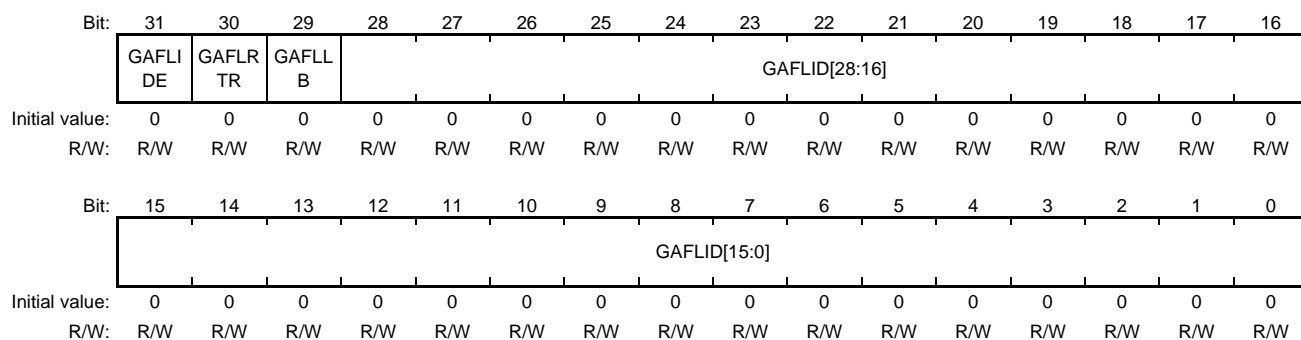 Bit: 31 30 29 28 27 26 25 24 23 22 21 20 19 18 17 16
GAFLI GAFLR GAFLL GAFLID[28:16]
DE TR B
Initial value: 0 0 0 0 0 0 0 0 0 0 0 0 0 0 0 0
R/W: R/W R/W R/W R/W R/W R/W R/W R/W R/W R/W R/W R/W R/W R/W R/W R/W
Bit: 15 14 13 12 11 10 9 8 7 6 5 4 3 2 1 0
GAFLID[15:0]
Initial value: 0 0 0 0 0 0 0 0 0 0 0 0 0 0 0 0
R/W: R/W R/W R/W R/W R/W R/W R/W R/W R/W R/W R/W R/W R/W R/W R/W R/W